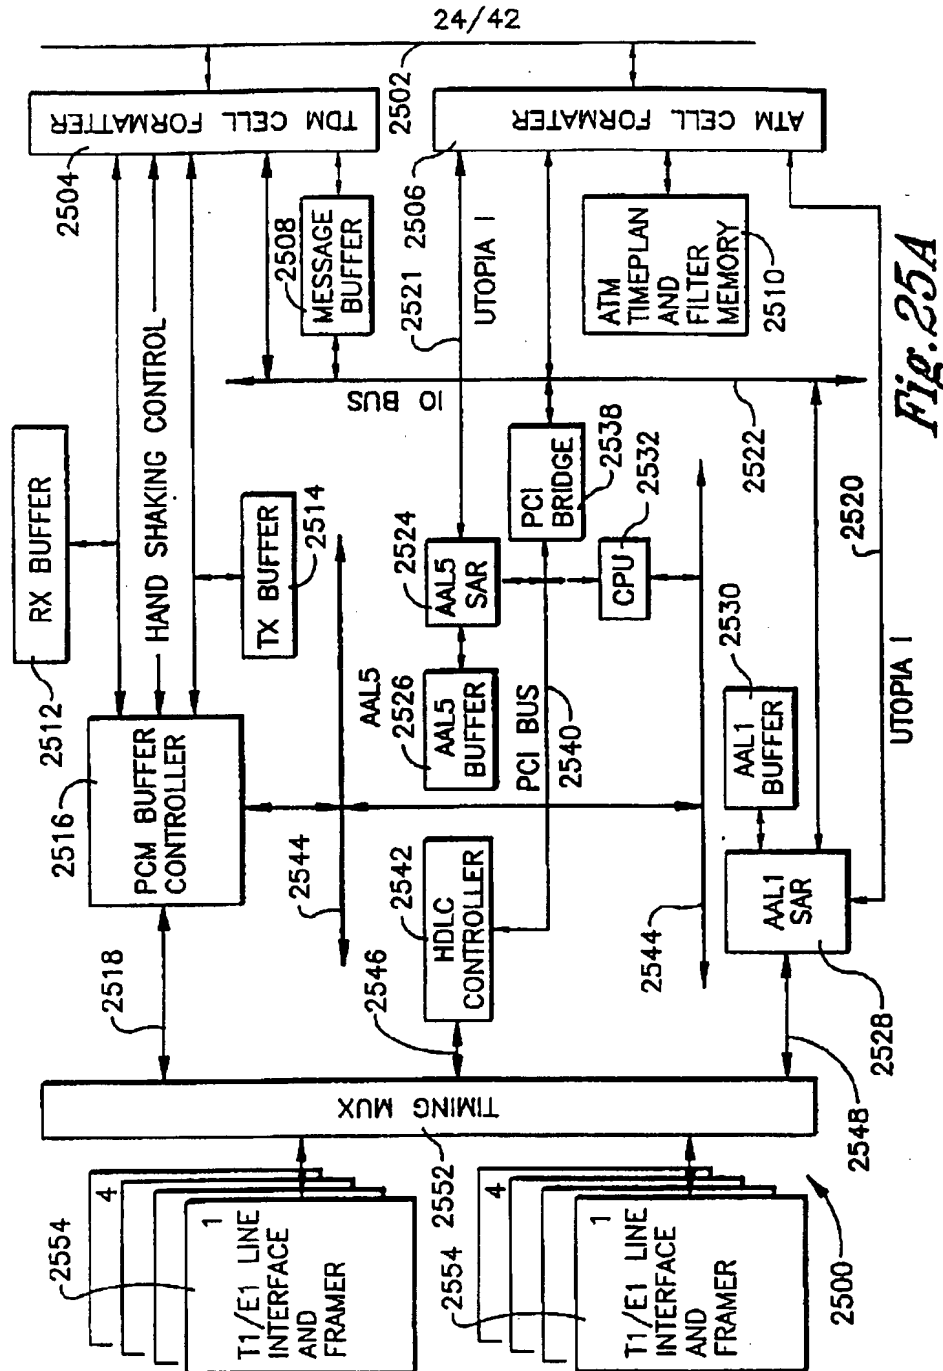 24/42
2502
2504
TDM CELL FORMATTER
2506
ATM CELL FORMATER
HAND SHAKING CONTROL
2508
MESSAGE
BUFFER
2521
UTOPIA I
ATM
TIMEPLAN
AND
FILTER
MEMORY
2510
IO BUS
2522
RX BUFFER
2512
TX BUFFER
2514
2516
PCM BUFFER
CONTROLLER
2518
2544
AAL5
2524
AAL5
SAR
2526
AAL5
BUFFER
PCI
BRIDGE
2538
2532
CPU
PCI BUS
2540
2542
HDLC
CONTROLLER
2546
2544
2530
AAL1
BUFFER
AAL1
SAR
2528
2548
2520
UTOPIA I
TIMING MUX
2552
2554
4
1
T1/E1 LINE
INTERFACE
AND
FRAMER
2554
4
1
T1/E1 LINE
INTERFACE
AND
FRAMER
2500
Fig. 25A